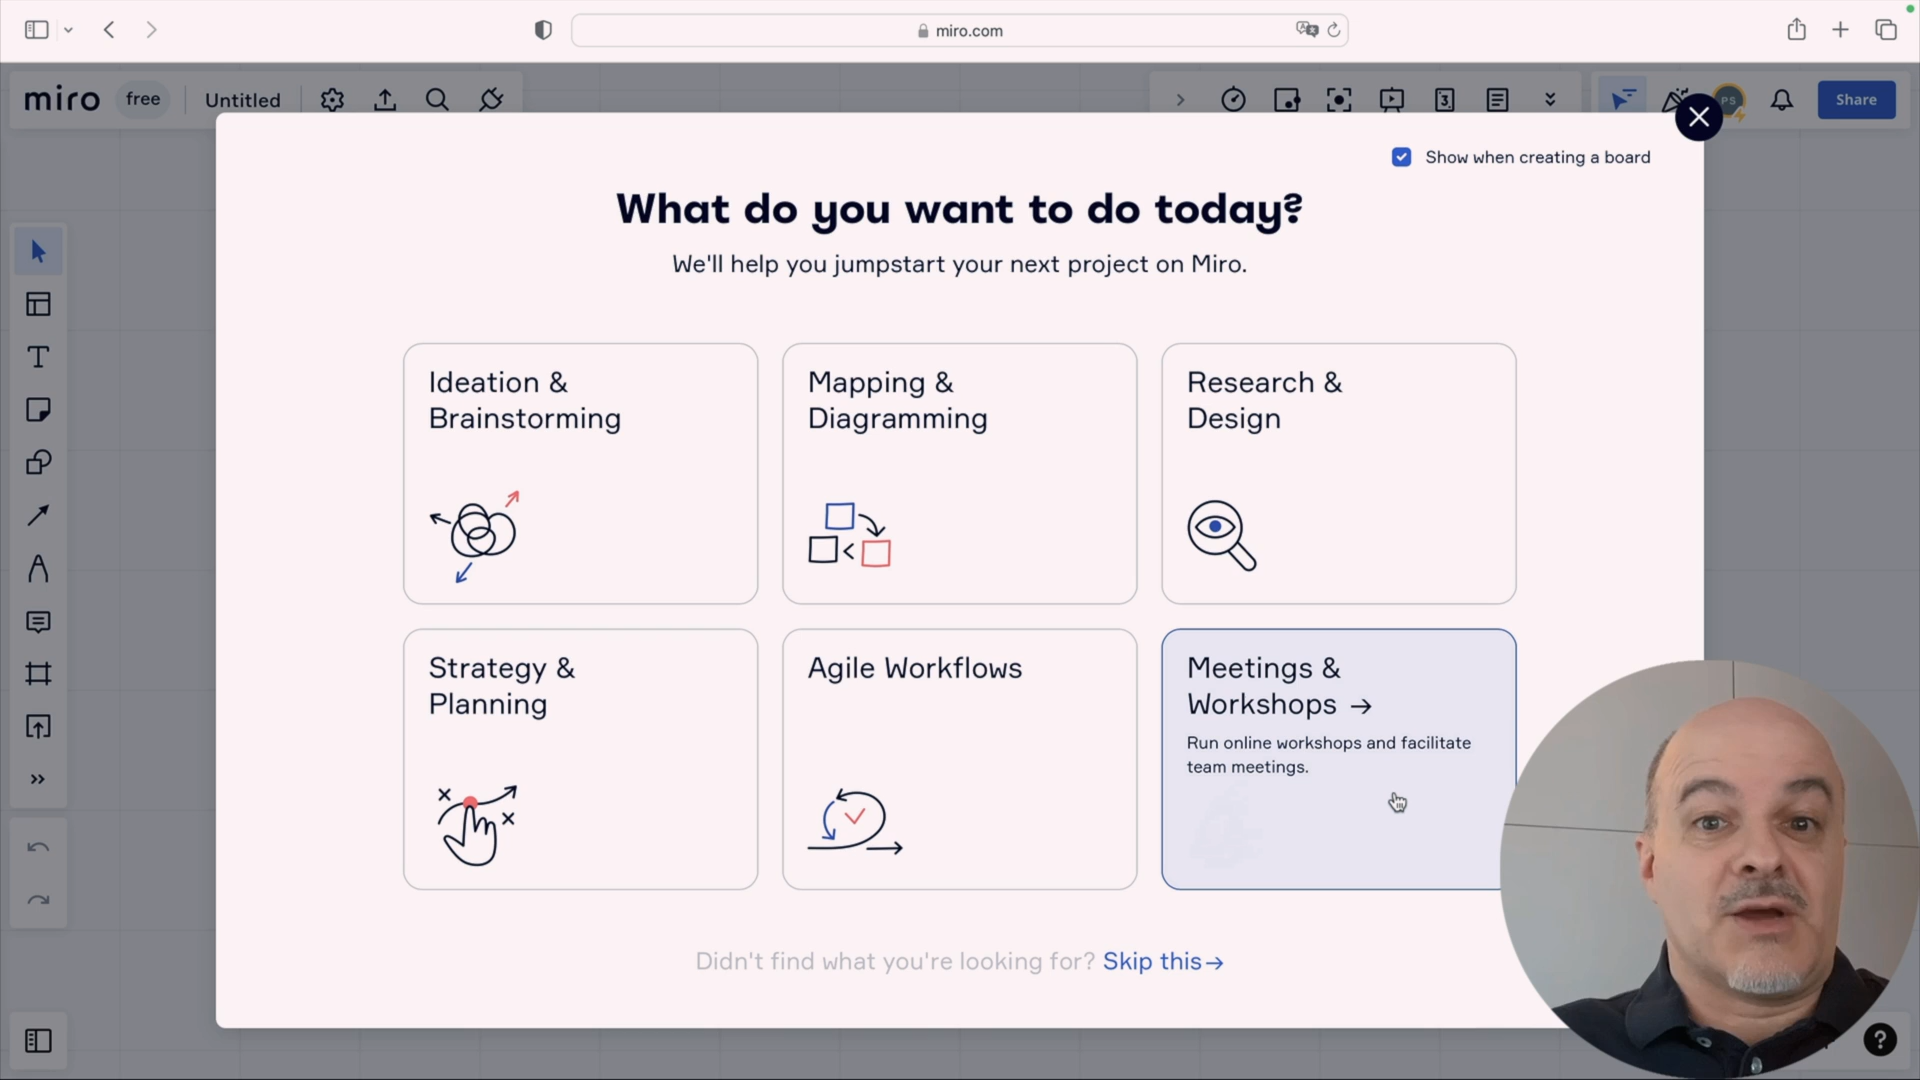 miro.com
miro free Untitled
3
PS
Share
Show when creating a board
What do you want to do today?
We'll help you jumpstart your next project on Miro.
Ideation &
Brainstorming
Mapping &
Diagramming
Research &
Design
Strategy &
Planning
Agile Workflows
Meetings &
Workshops →
Run online workshops and facilitate
team meetings.
Didn't find what you're looking for? Skip this→
?